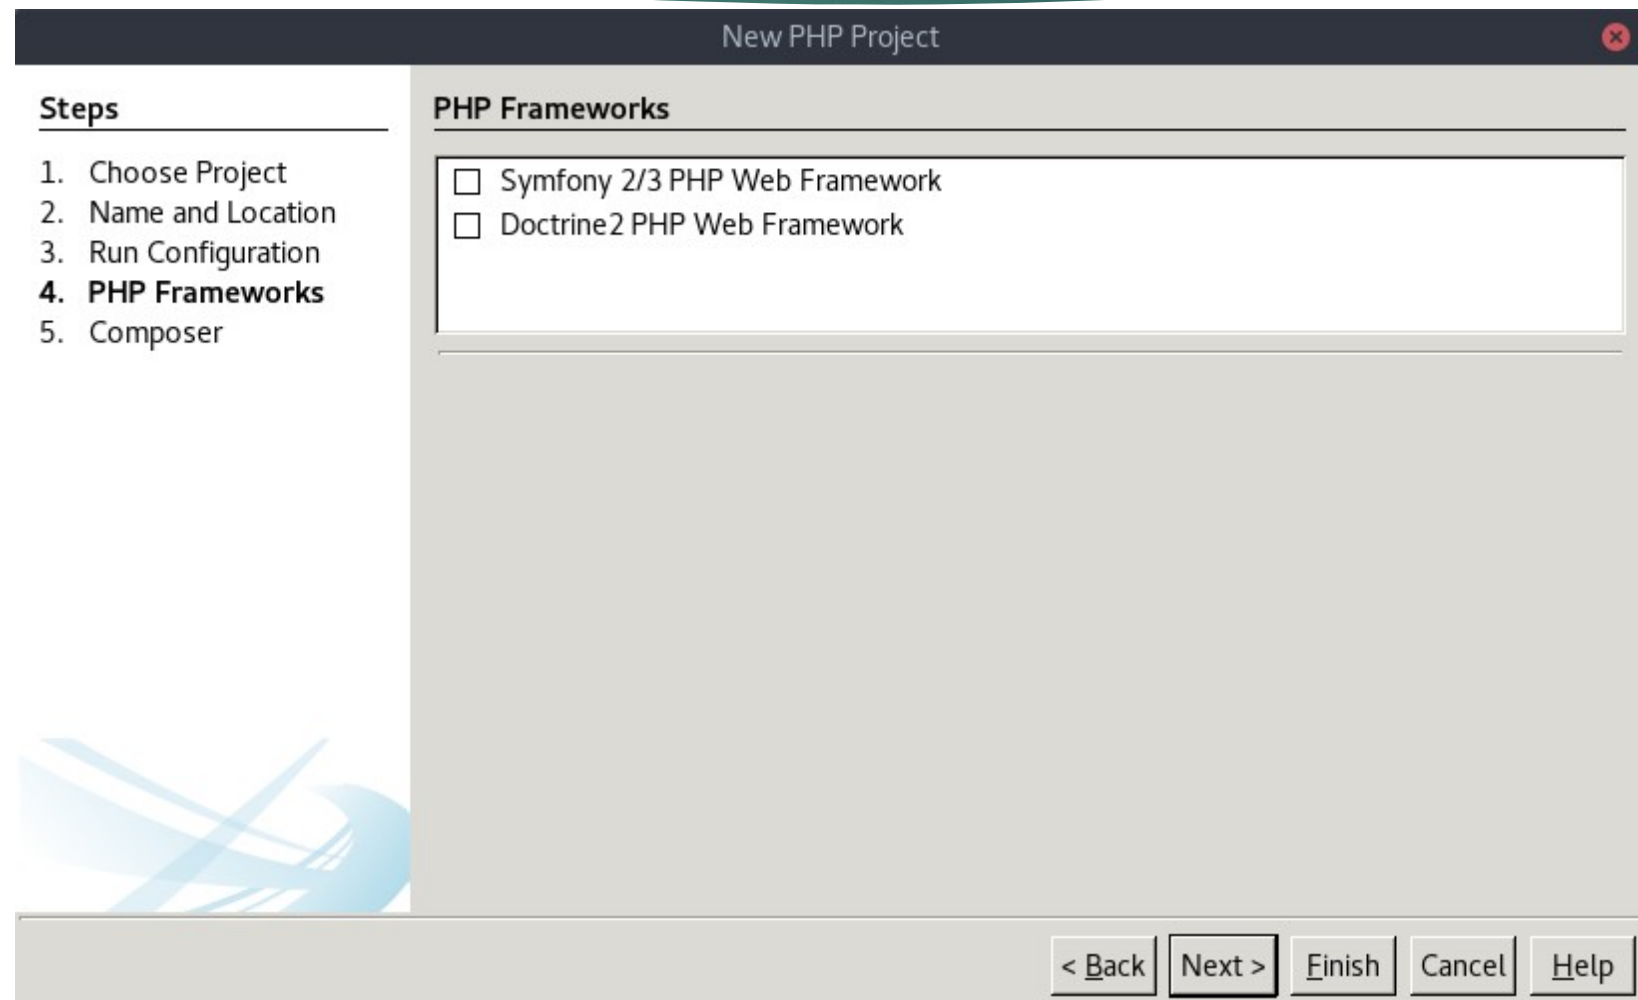 New PHP Project
Steps
1. Choose Project
2. Name and Location
3. Run Configuration
4. PHP Frameworks
5. Composer
PHP Frameworks
Symfony 2/3 PHP Web Framework
Doctrine2 PHP Web Framework
< Back Next > Finish Cancel Help